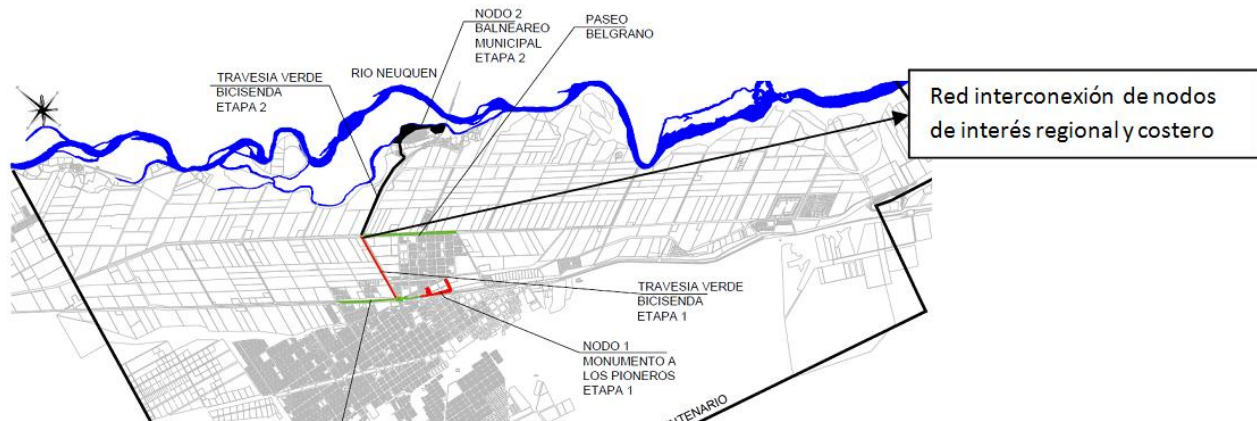 NODO 2
BALNEAREO
MUNICIPAL
ETAPA 2
PASEO
BELGRANO
TRAVESIA VERDE
BICISENDA
ETAPA 2
RIO NEUQUEN
Red interconexión de nodos
de interés regional y costero
TRAVESIA VERDE
BICISENDA
ETAPA 1
NODO 1
MONUMENTO A
LOS PIONEROS
ETAPA 1